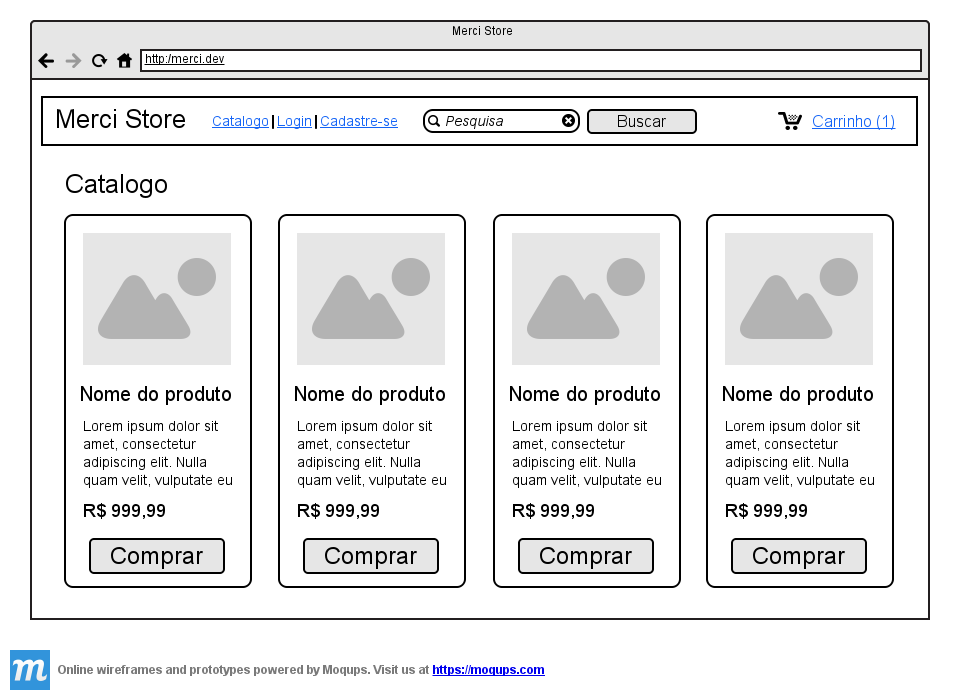 Merci Store
http:/merci.dev
Merci Store
Catalogo | Login | Cadastre-se
Pesquisa
Buscar
Carrinho (1)
Catalogo
Nome do produto
Lorem ipsum dolor sit
amet, consectetur
adipiscing elit. Nulla
quam velit, vulputate eu
R$ 999,99
Comprar
Nome do produto
Lorem ipsum dolor sit
amet, consectetur
adipiscing elit. Nulla
quam velit, vulputate eu
R$ 999,99
Comprar
Nome do produto
Lorem ipsum dolor sit
amet, consectetur
adipiscing elit. Nulla
quam velit, vulputate eu
R$ 999,99
Comprar
Nome do produto
Lorem ipsum dolor sit
amet, consectetur
adipiscing elit. Nulla
quam velit, vulputate eu
R$ 999,99
Comprar
m
Online wireframes and prototypes powered by Moqups. Visit us at https://moqups.com